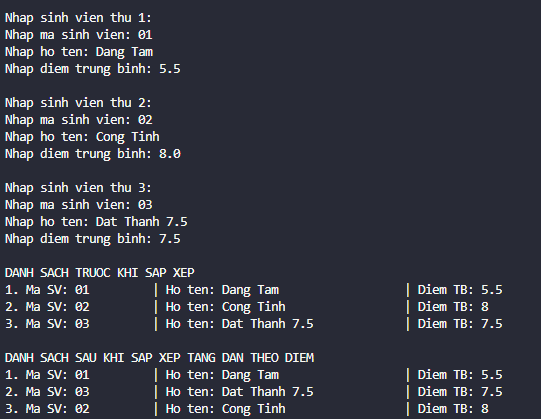 Nhap sinh vien thu 1:
Nhap ma sinh vien: 01
Nhap ho ten: Dang Tam
Nhap diem trung binh: 5.5

Nhap sinh vien thu 2:
Nhap ma sinh vien: 02
Nhap ho ten: Cong Tinh
Nhap diem trung binh: 8.0

Nhap sinh vien thu 3:
Nhap ma sinh vien: 03
Nhap ho ten: Dat Thanh 7.5
Nhap diem trung binh: 7.5

DANH SACH TRUOC KHI SAP XEP
1. Ma SV: 01 | Ho ten: Dang Tam | Diem TB: 5.5
2. Ma SV: 02 | Ho ten: Cong Tinh | Diem TB: 8
3. Ma SV: 03 | Ho ten: Dat Thanh 7.5 | Diem TB: 7.5

DANH SACH SAU KHI SAP XEP TANG DAN THEO DIEM
1. Ma SV: 01 | Ho ten: Dang Tam | Diem TB: 5.5
2. Ma SV: 03 | Ho ten: Dat Thanh 7.5 | Diem TB: 7.5
3. Ma SV: 02 | Ho ten: Cong Tinh | Diem TB: 8